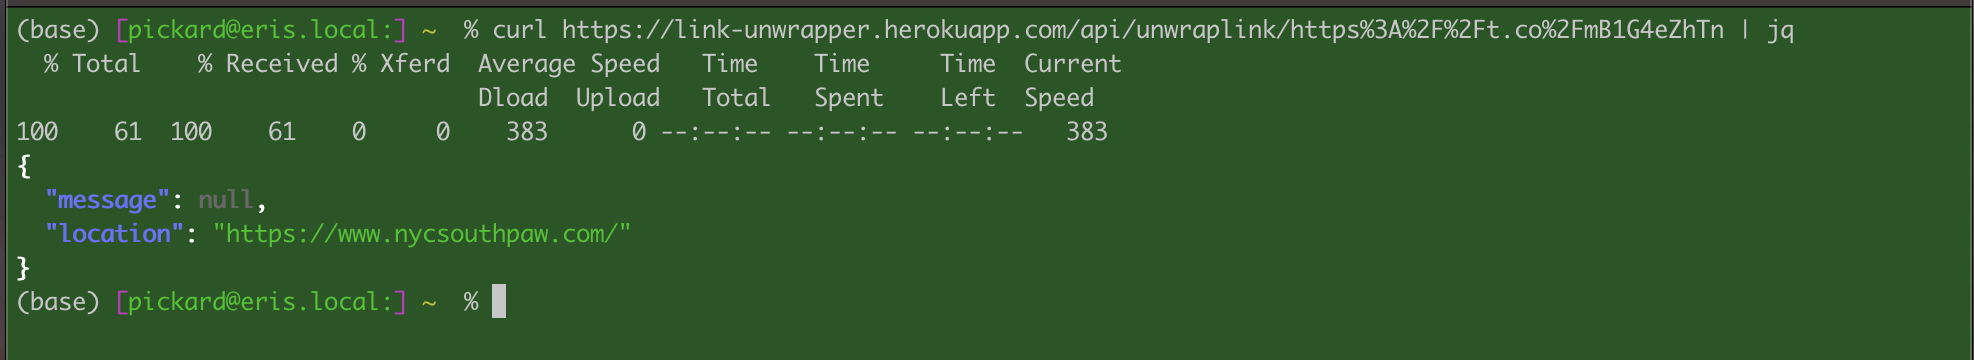 (base) [pickard@eris.local:] ~ % curl https://link-unwrapper.herokuapp.com/api/unwraplink/https%3A%2F%2Ft.co%2FmB1G4eZhTn | jq
% Total % Received % Xferd Average Speed Time Time Time Current
Dload Upload Total Spent Left Speed
100 61 100 61 0 0 383 0 --:--:-- --:--:-- --:--:-- 383
{
"message": null,
"location": "https://www.nycsouthpaw.com/"
}
(base) [pickard@eris.local:] ~ %